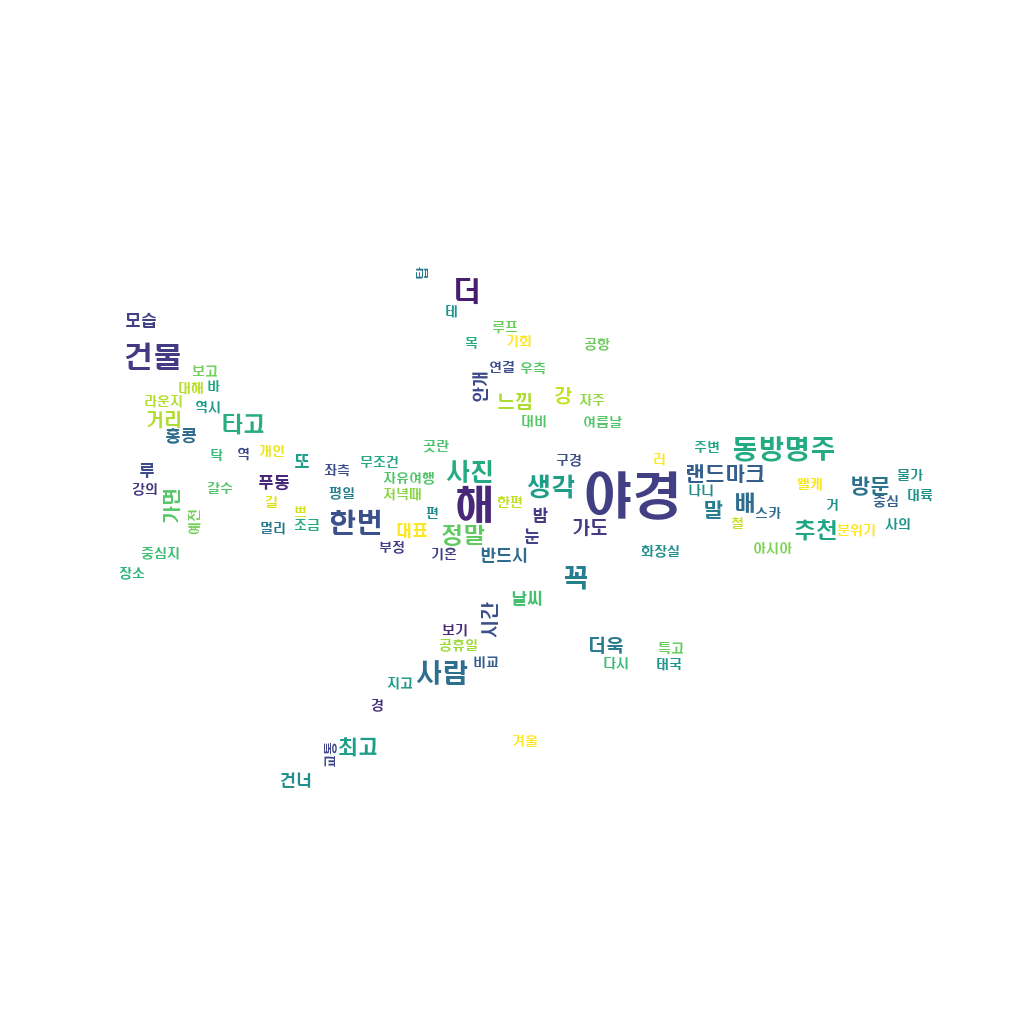 탑
더
테
모습
루프
목
기회
공항
건물
연결
우측
보고
안개
대해
바
라운지
느낌
강
자주
역시
거리
타고
대비
여름날
홍콩
곳란
주변
동방명주
탁
역
개인
또
무조건
구경
러
루
좌측
사진
랜드마크
푸동
자유여행
생각
야경
물가
강의
갈수
평일
저녁때
해
한편
나니
왤케
방문
가면
길
배
중심
대륙
쁘
편
밤
말
스카
거
예전
멀리
조금
한번
대표
정말
눈
가도
철
추천
분위기
사의
중심지
부정
기온
반드시
화장실
아시아
장소
꼭
날씨
시간
보기
공휴일
더욱
특고
사람
비교
다시
태국
지고
경
교통
최고
겨울
건너